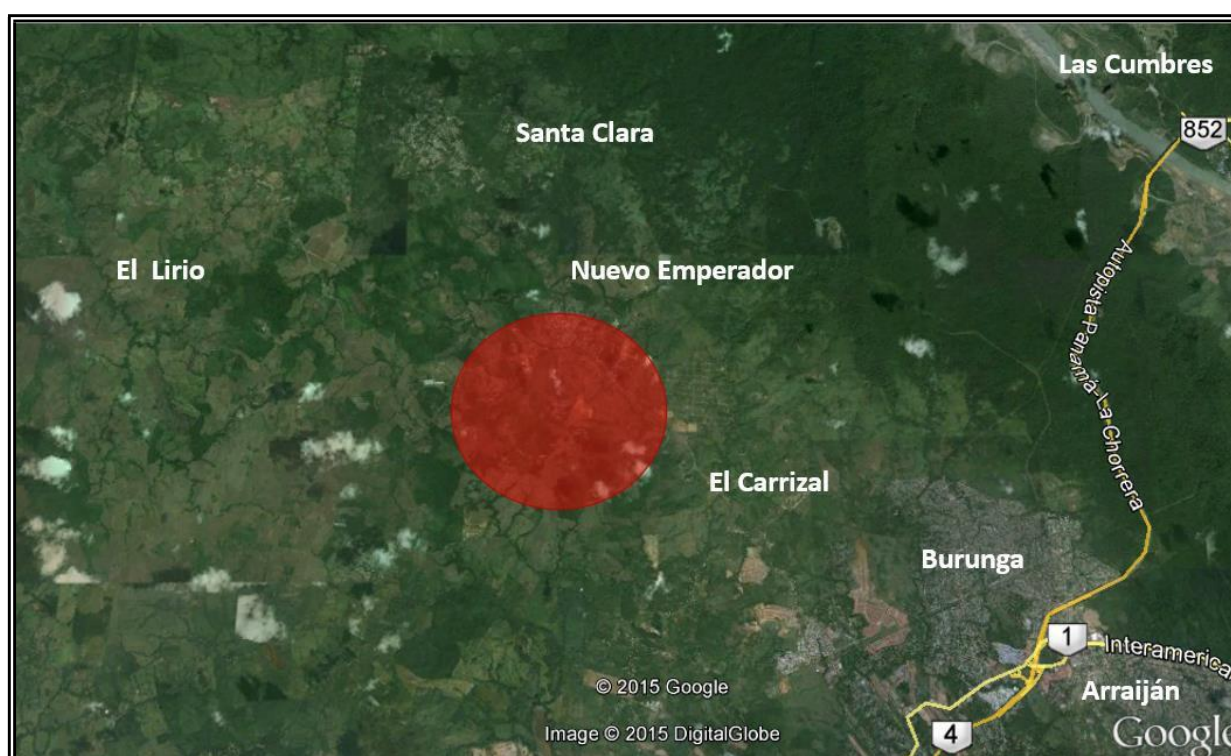 Las Cumbres
852
Santa Clara
El Lirio
Nuevo Emperador
Autopista Panamá-La Chorrera
El Carrizal
Burunga
1
Interamerica
Arraiján
© 2015 Google
Image © 2015 DigitalGlobe
4
Google